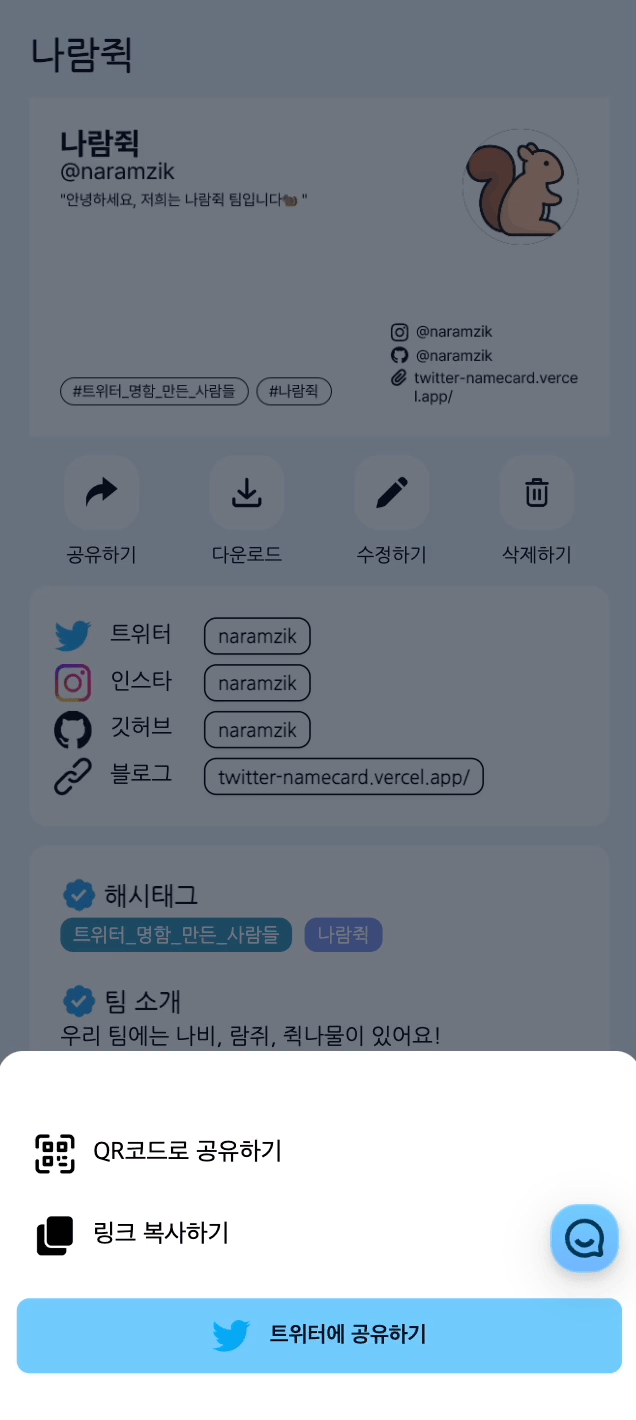 나람쥑
나람쥑
@naramzik
"안녕하세요, 저희는 나람쥑 팀입니다🐿️ "
@naramzik
@naramzik
twitter-namecard.verce
l.app/
#트위터_명함_만든_사람들 #나람쥑
공유하기 다운로드 수정하기 삭제하기
트위터 naramzik
인스타 naramzik
깃허브 naramzik
블로그 twitter-namecard.vercel.app/
해시태그
트위터_명함_만든_사람들 나람쥑
팀 소개
우리 팀에는 나비, 람쥐, 쥑나물이 있어요!
QR코드로 공유하기
링크 복사하기
트위터에 공유하기